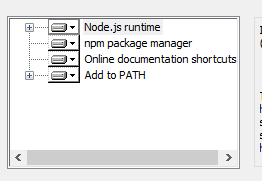 Node.js runtime
npm package manager
Online documentation shortcuts
Add to PATH